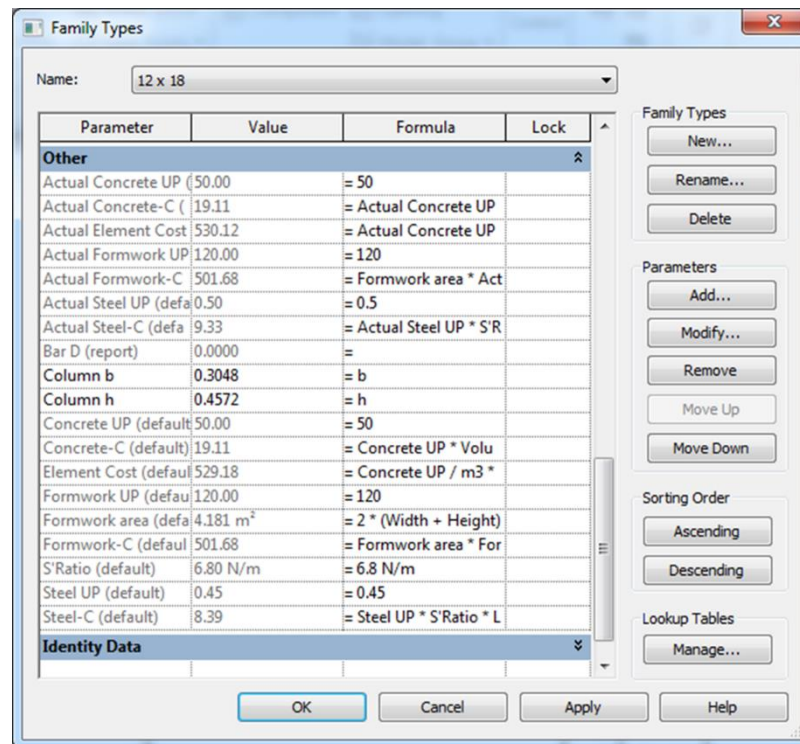 Family Types
Name: 12 x 18
Parameter Value Formula Lock
Other
Actual Concrete UP ( 50.00 = 50
Actual Concrete-C ( 19.11 = Actual Concrete UP
Actual Element Cost 530.12 = Actual Concrete UP
Actual Formwork UP 120.00 = 120
Actual Formwork-C 501.68 = Formwork area * Act
Actual Steel UP (defa 0.50 = 0.5
Actual Steel-C (defa 9.33 = Actual Steel UP * S'R
Bar D (report) 0.0000 =
Column b 0.3048 = b
Column h 0.4572 = h
Concrete UP (default 50.00 = 50
Concrete-C (default) 19.11 = Concrete UP * Volu
Element Cost (defaul 529.18 = Concrete UP / m3 *
Formwork UP (defau 120.00 = 120
Formwork area (defa 4.181 m² = 2 * (Width + Height)
Formwork-C (defaul 501.68 = Formwork area * For
S'Ratio (default) 6.80 N/m = 6.8 N/m
Steel UP (default) 0.45 = 0.45
Steel-C (default) 8.39 = Steel UP * S'Ratio * L
Identity Data
Family Types
New...
Rename...
Delete
Parameters
Add...
Modify...
Remove
Move Up
Move Down
Sorting Order
Ascending
Descending
Lookup Tables
Manage...
OK Cancel Apply Help